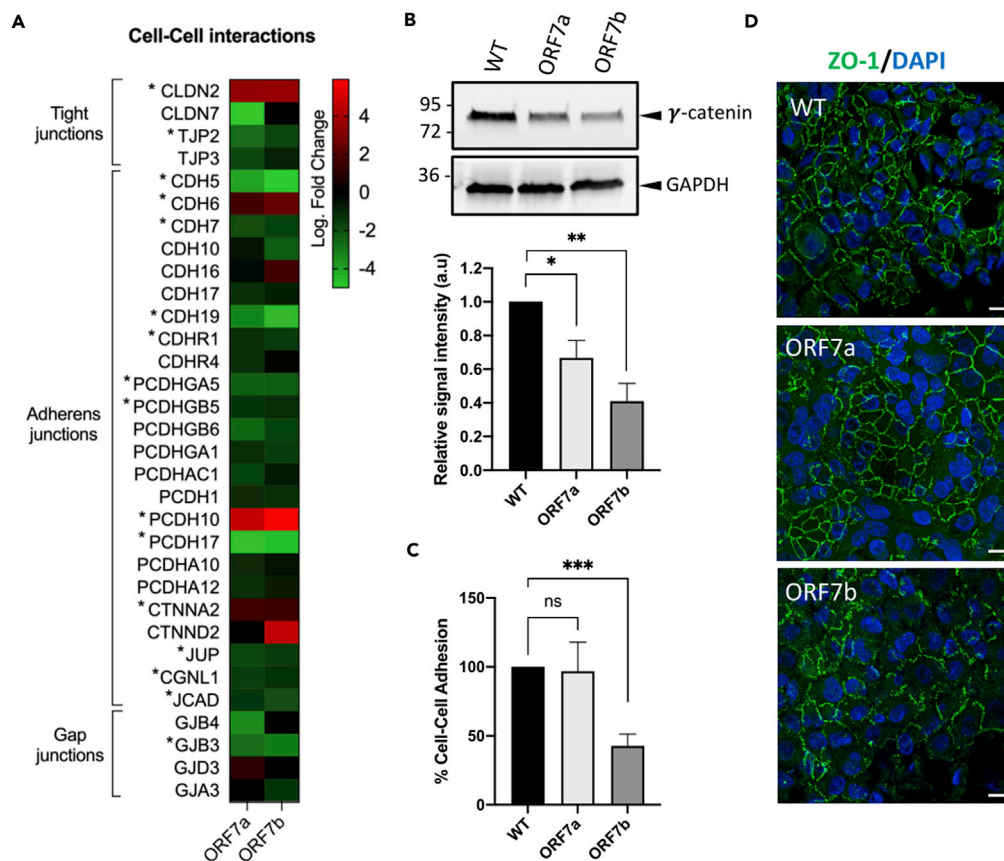 A
Cell-Cell interactions
Tight
junctions
* CLDN2
CLDN7
* TJP2
TJP3
Adherens
junctions
* CDH5
* CDH6
* CDH7
CDH10
CDH16
CDH17
* CDH19
* CDHR1
CDHR4
* PCDHGA5
* PCDHGB5
PCDHGB6
PCDHGA1
PCDHAC1
PCDH1
* PCDH10
* PCDH17
PCDHA10
PCDHA12
* CTNNA2
CTNND2
* JUP
* CGNL1
* JCAD
Gap
junctions
GJB4
* GJB3
GJD3
GJA3
ORF7a
ORF7b
4
2
0
-2
-4
Log. Fold Change
B
WT
ORF7a
ORF7b
95
72
γ-catenin
36
GAPDH
**
*
Relative signal intensity (a.u)
1.2
1.0
0.8
0.6
0.4
0.2
0.0
WT
ORF7a
ORF7b
C
***
ns
% Cell-Cell Adhesion
150
100
50
0
WT
ORF7a
ORF7b
D
ZO-1/DAPI
WT
ORF7a
ORF7b